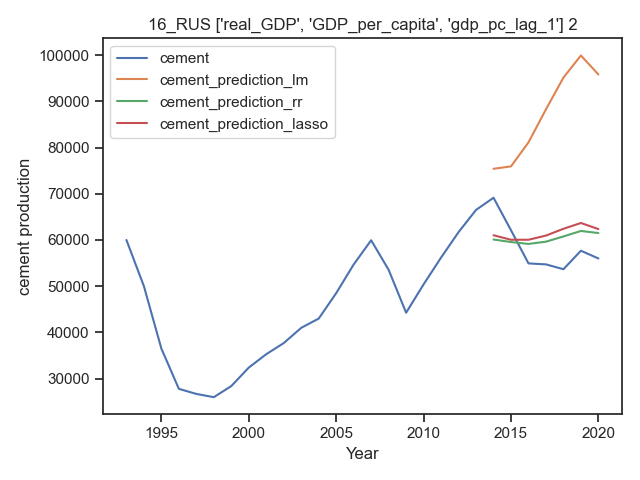 16_RUS ['real_GDP', 'GDP_per_capita', 'gdp_pc_lag_1'] 2
cement
cement_prediction_lm
cement_prediction_rr
cement_prediction_lasso
cement production
100000
90000
80000
70000
60000
50000
40000
30000
1995
2000
2005
2010
2015
2020
Year